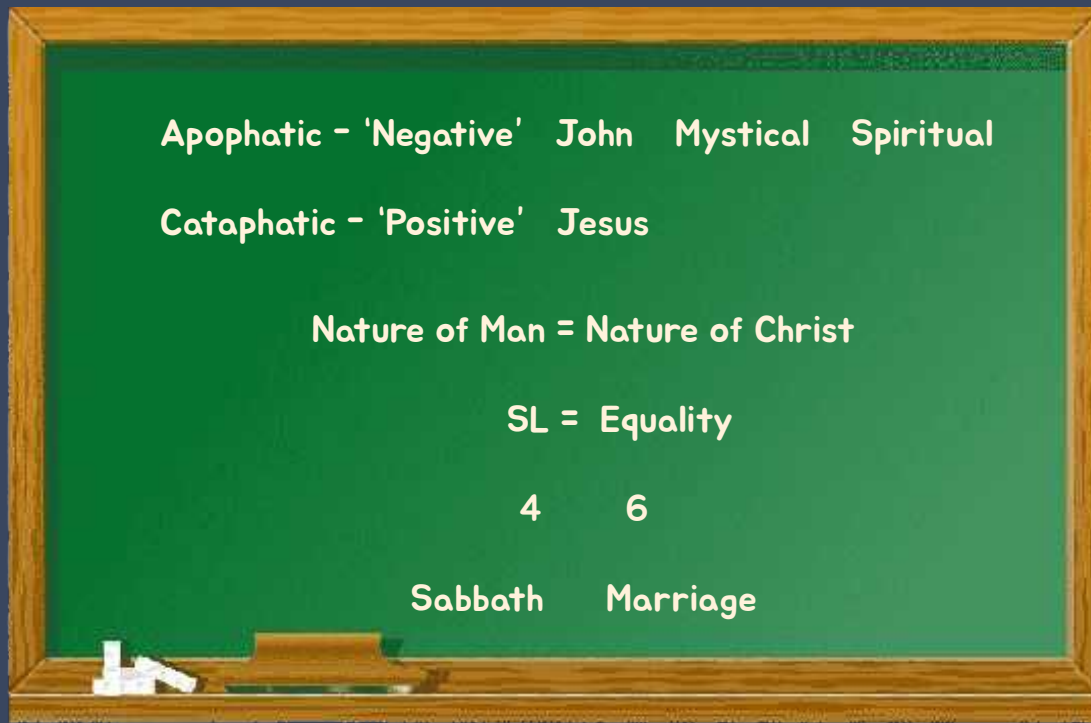 Apophatic - 'Negative' John Mystical Spiritual
Cataphatic - 'Positive' Jesus
Nature of Man = Nature of Christ
SL = Equality
4 6
Sabbath Marriage